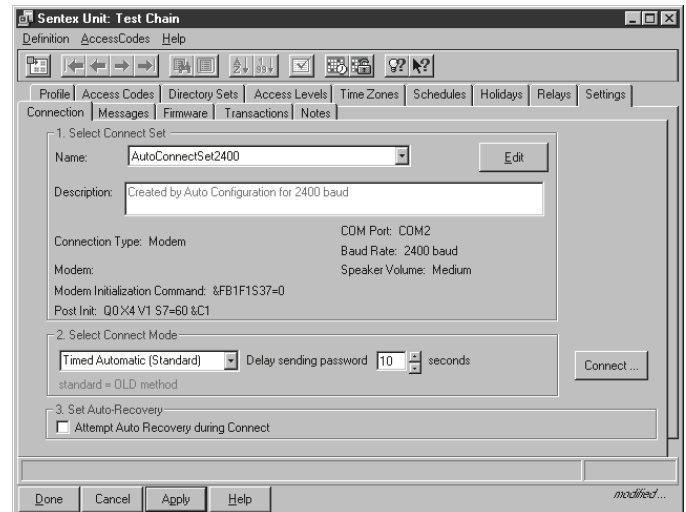 Sentex Unit: Test Chain
Definition AccessCodes Help
Profile Access Codes Directory Sets Access Levels Time Zones Schedules Holidays Relays Settings
Connection Messages Firmware Transactions Notes
1. Select Connect Set
Name: AutoConnectSet2400 Edit
Description: Created by Auto Configuration for 2400 baud
COM Port: COM2
Connection Type: Modem
Baud Rate: 2400 baud
Modem:
Speaker Volume: Medium
Modem Initialization Command: &FB1F1S37=0
Post Init: Q0 X4 V1 S7=60 &C1
2. Select Connect Mode
Timed Automatic (Standard) Delay sending password 10 seconds
Connect ...
standard = OLD method
3. Set Auto-Recovery
Attempt Auto Recovery during Connect
Done Cancel Apply Help
modified...